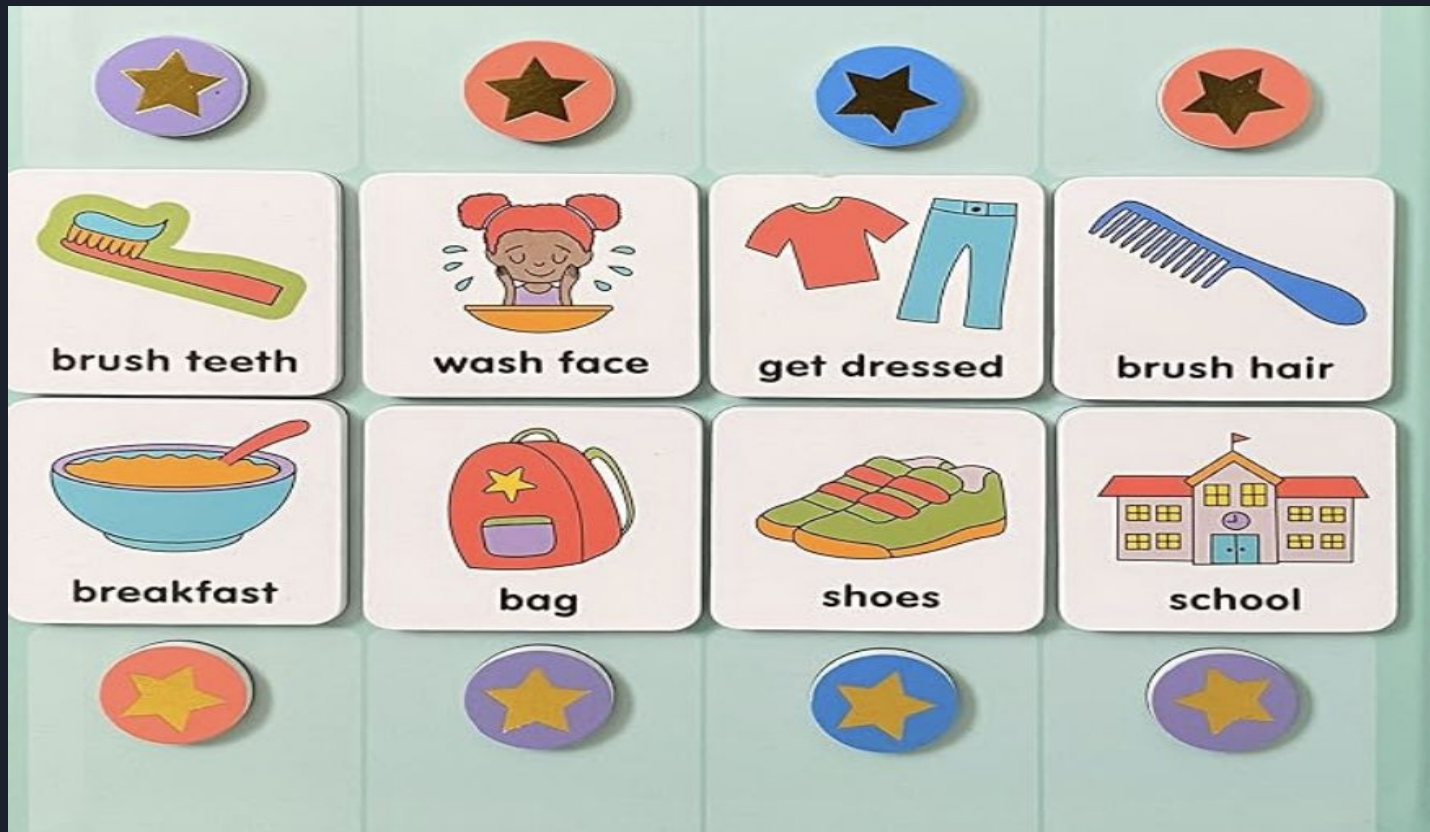 brush teeth
wash face
get dressed
brush hair
breakfast
bag
shoes
school